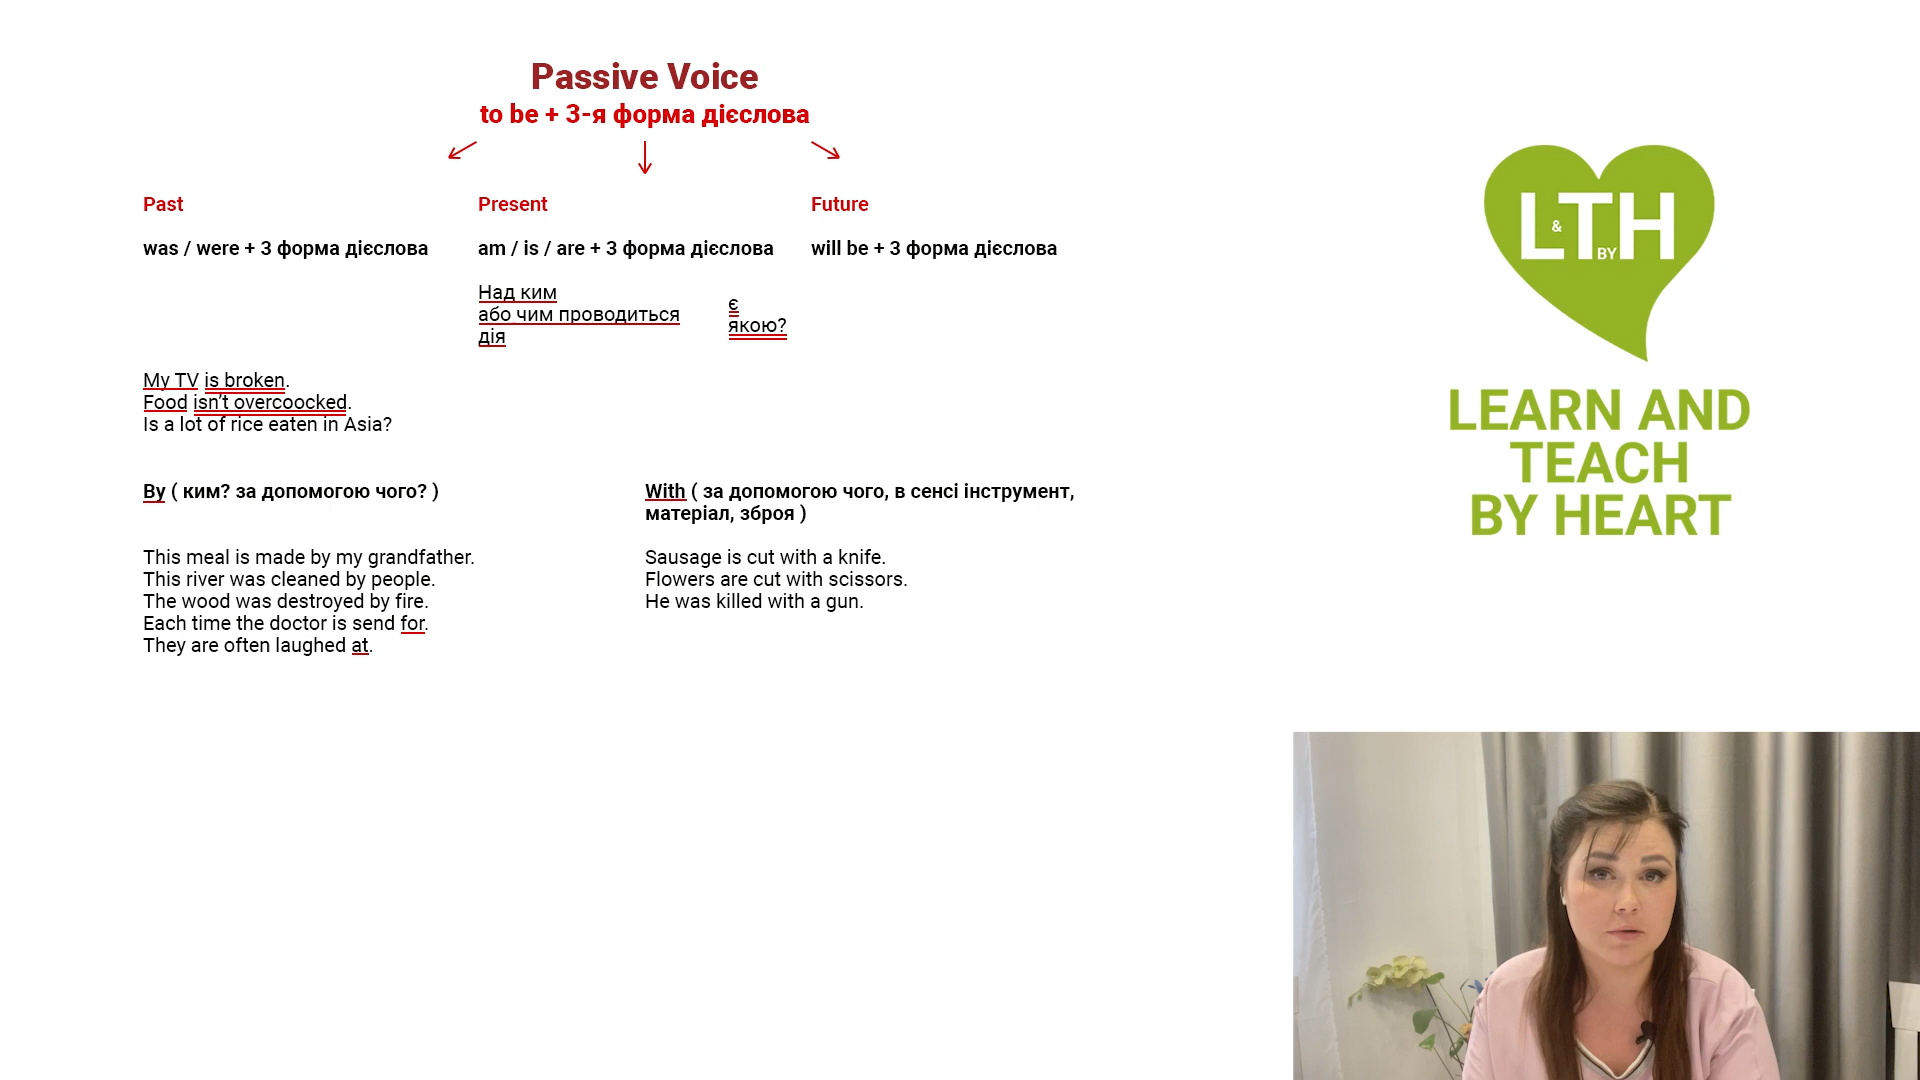 Passive Voice
to be + 3-я форма дієслова
Past
was / were + 3 форма дієслова
Present
am / is / are + 3 форма дієслова
Future
will be + 3 форма дієслова
Над ким
або чим проводиться
дія
є
якою?
My TV is broken.
Food isn't overcoocked.
Is a lot of rice eaten in Asia?
By ( ким? за допомогою чого? )
This meal is made by my grandfather.
This river was cleaned by people.
The wood was destroyed by fire.
Each time the doctor is send for.
They are often laughed at.
With ( за допомогою чого, в сенсі інструмент,
матеріал, зброя )
Sausage is cut with a knife.
Flowers are cut with scissors.
He was killed with a gun.
L&TBYH
LEARN AND
TEACH
BY HEART